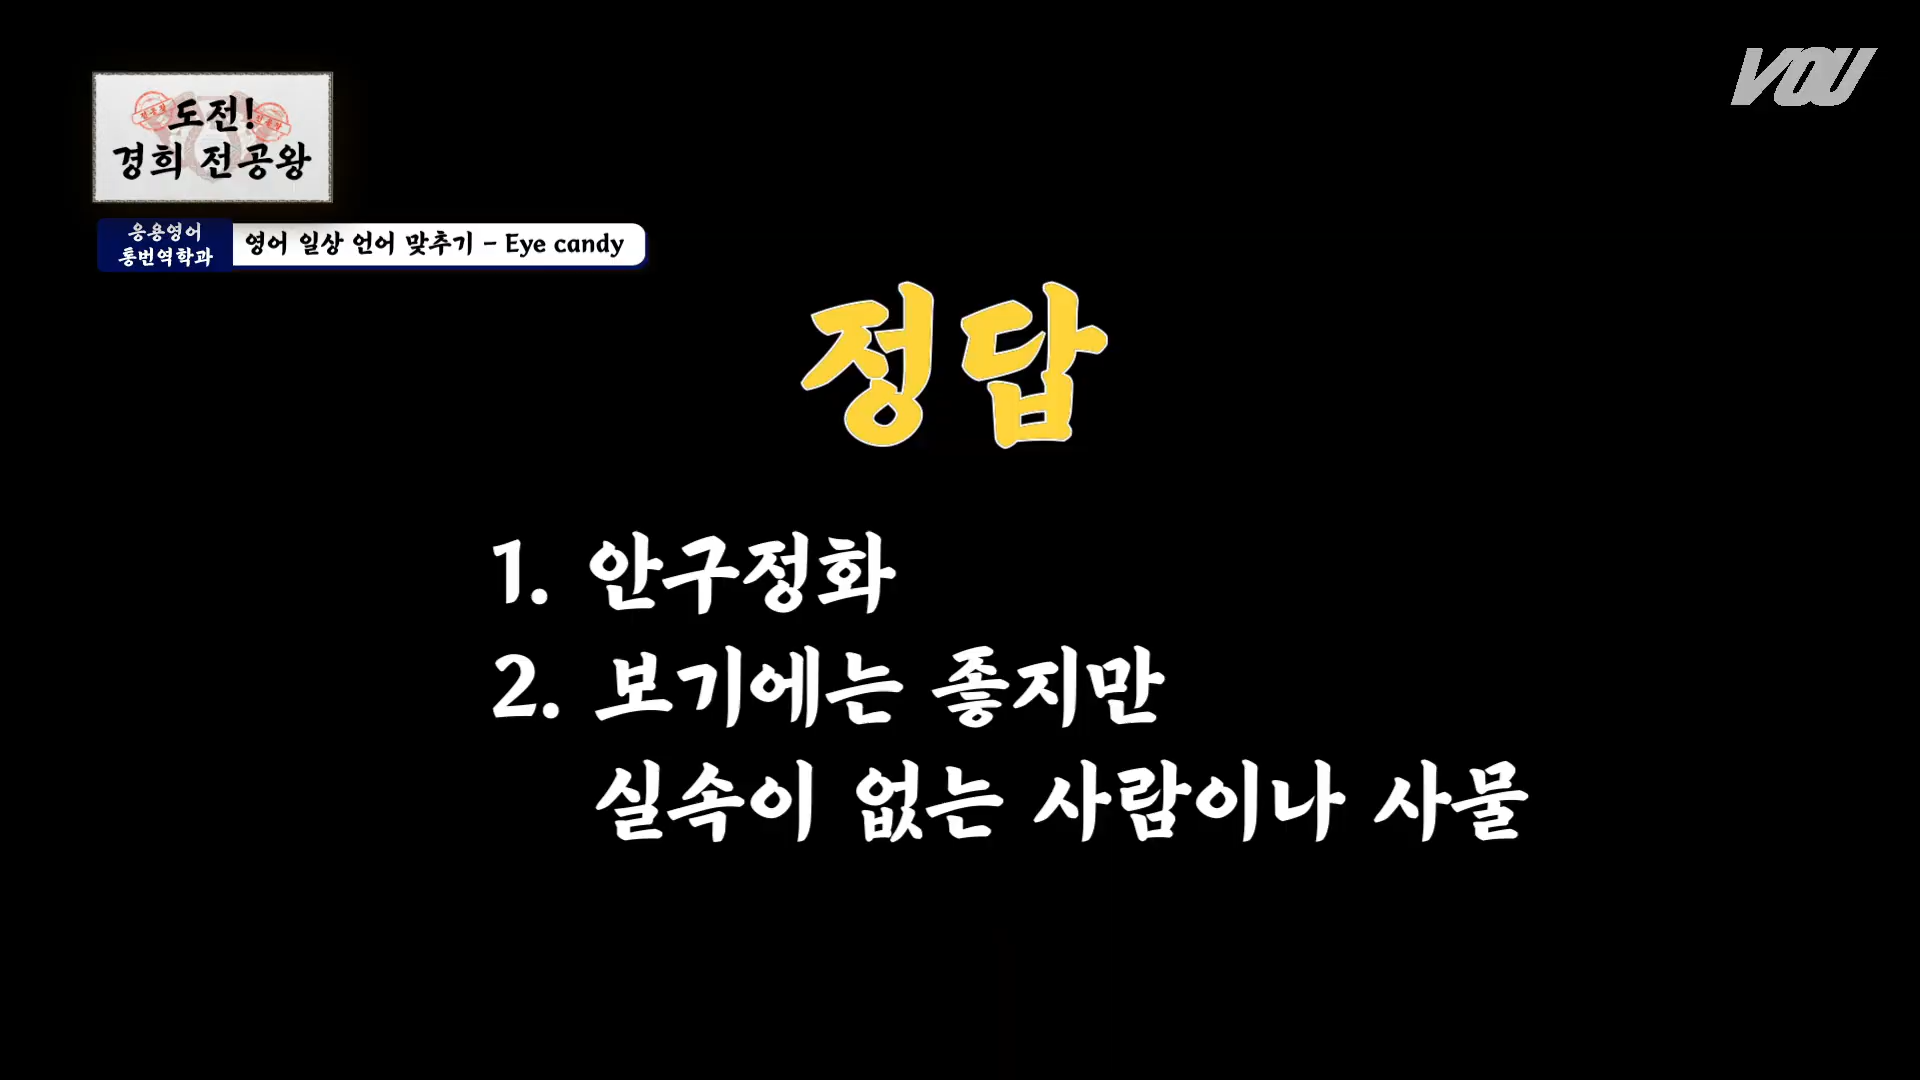 도전!
경희 전공왕
VOU
응용영어
통번역학과
영어 일상 언어 맞추기 - Eye candy
정답
1. 안구정화
2. 보기에는 좋지만
실속이 없는 사람이나 사물